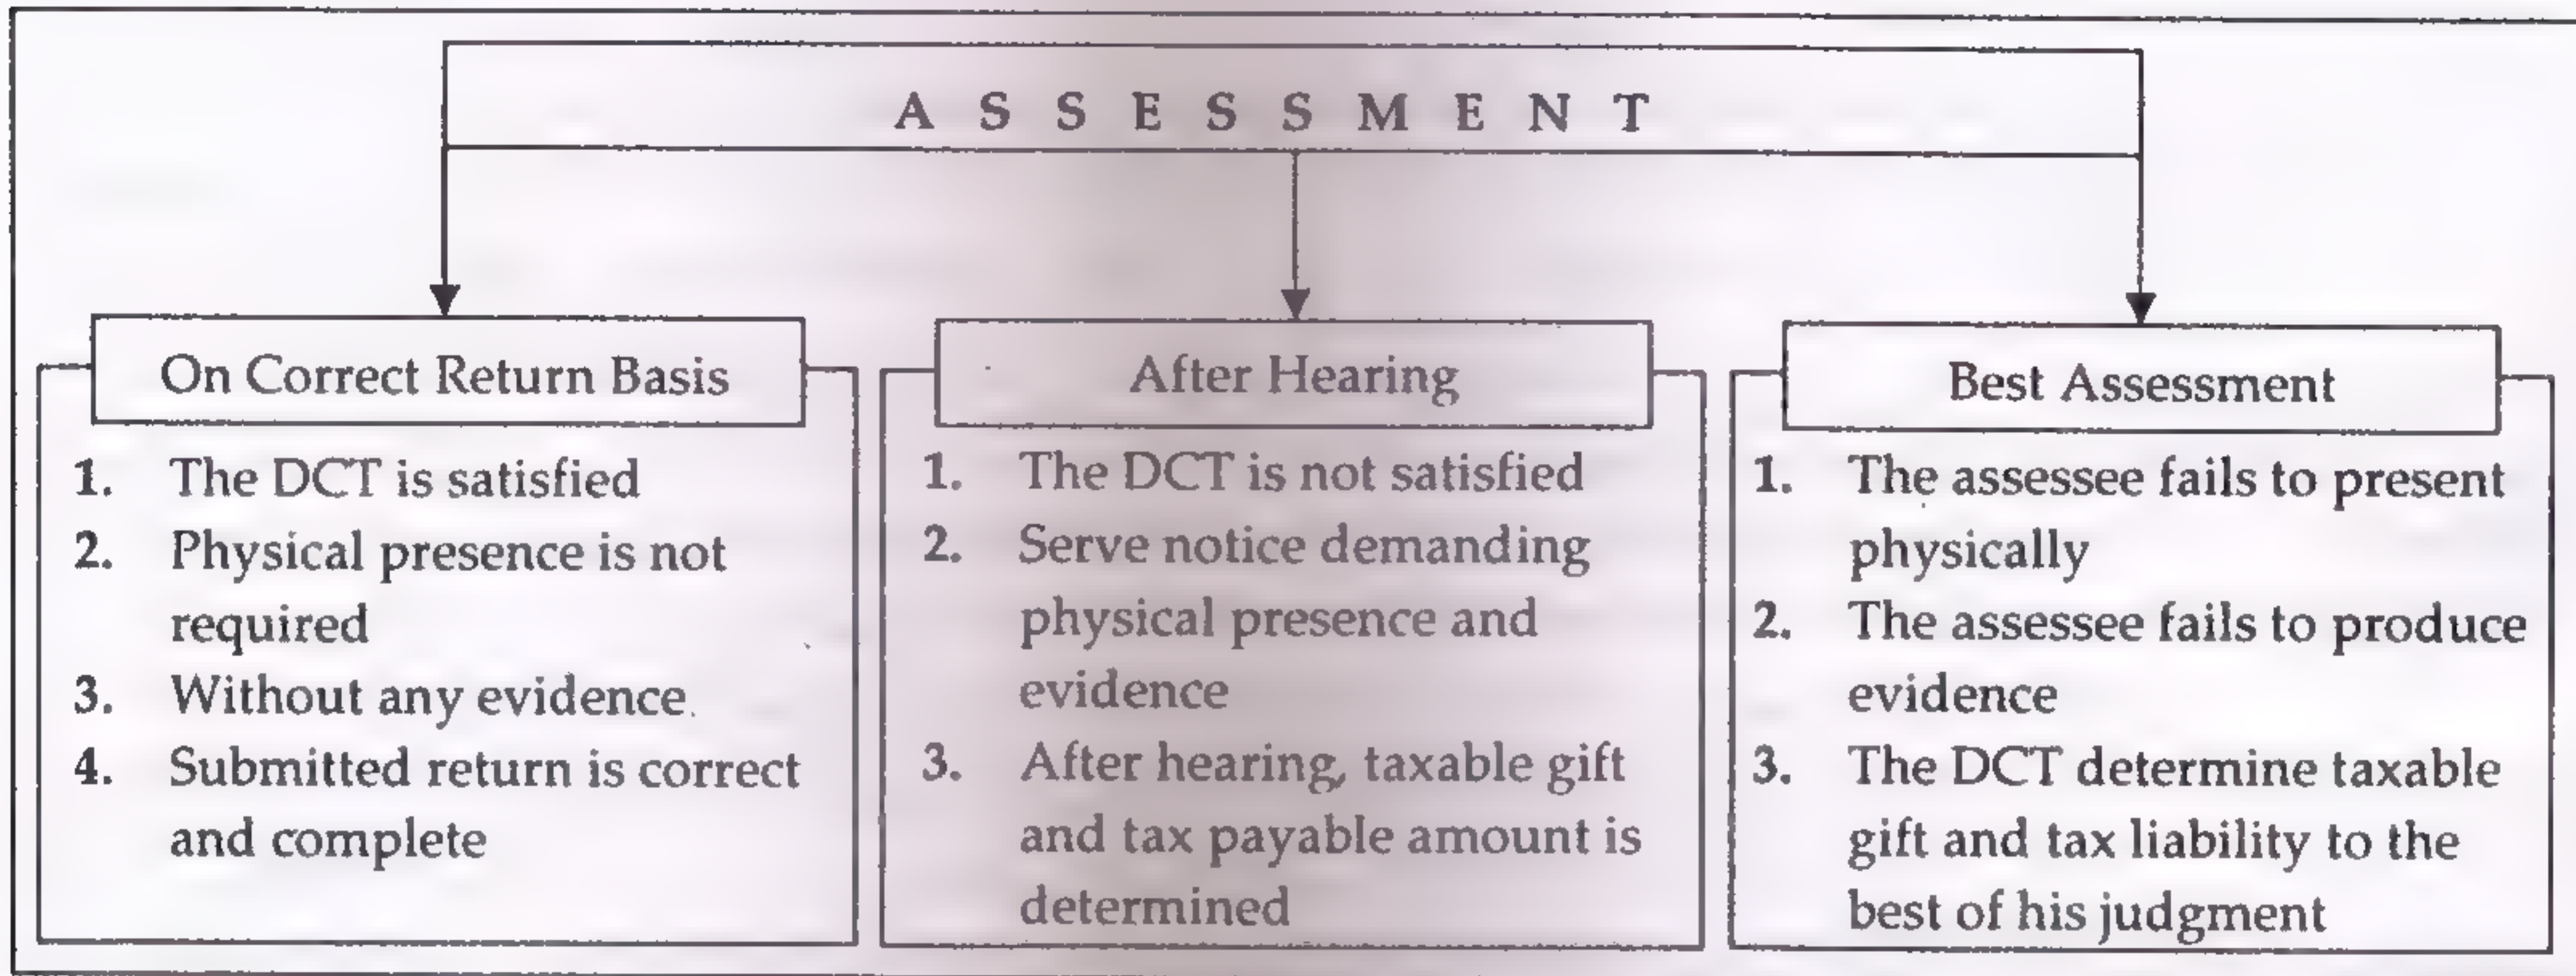 A S S E S S M E N T
On Correct Return Basis
1. The DCT is satisfied
2. Physical presence is not
required
3. Without any evidence
4. Submitted return is correct
and complete
After Hearing
1. The DCT is not satisfied
2. Serve notice demanding
physical presence and
evidence
3. After hearing, taxable gift
and tax payable amount is
determined
Best Assessment
1. The assessee fails to present
physically
2. The assessee fails to produce
evidence
3. The DCT determine taxable
gift and tax liability to the
best of his judgment